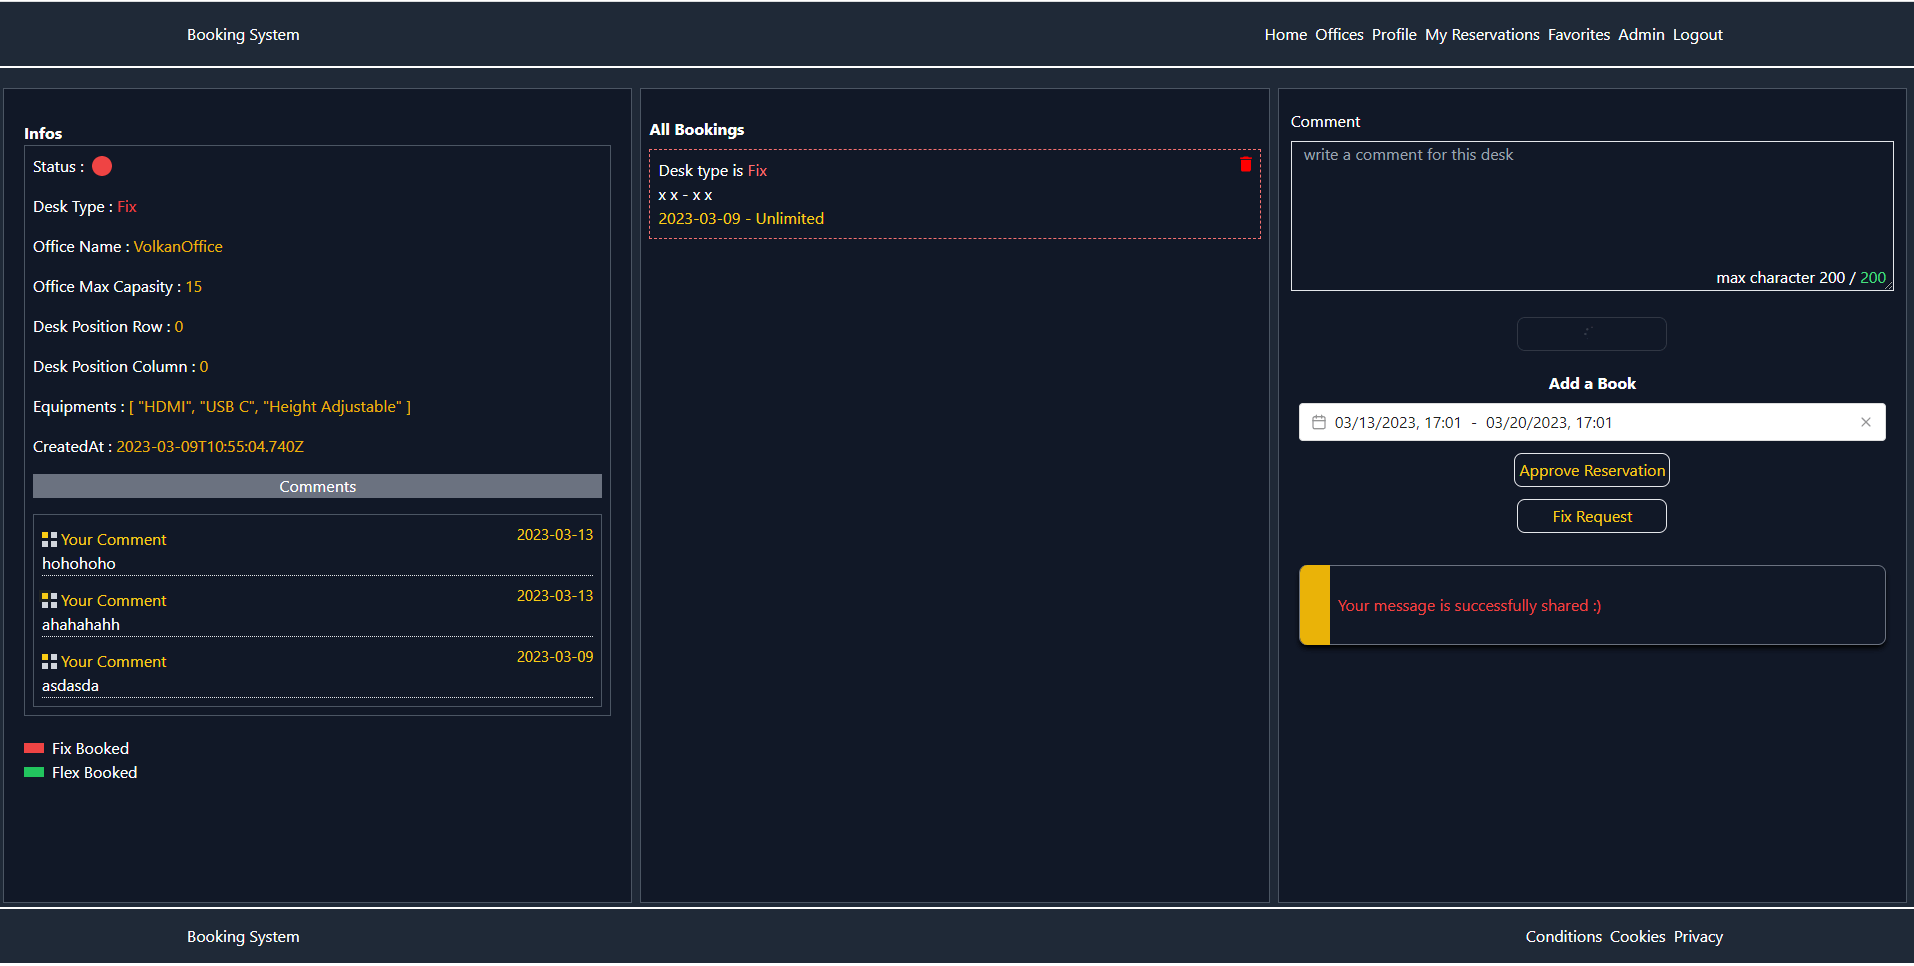 Booking System
Home Offices Profile My Reservations Favorites Admin Logout
Infos
Status :
Desk Type : Fix
Office Name : VolkanOffice
Office Max Capasity : 15
Desk Position Row : 0
Desk Position Column : 0
Equipments : [ "HDMI", "USB C", "Height Adjustable" ]
CreatedAt : 2023-03-09T10:55:04.740Z
Comments
Your Comment 2023-03-13
hohohoho
Your Comment 2023-03-13
ahahahahh
Your Comment 2023-03-09
asdasda
Fix Booked
Flex Booked
All Bookings
Desk type is Fix
x x - x x
2023-03-09 - Unlimited
Comment
write a comment for this desk
max character 200 / 200
Add a Book
03/13/2023, 17:01 - 03/20/2023, 17:01
Approve Reservation
Fix Request
Your message is successfully shared :)
Booking System
Conditions Cookies Privacy